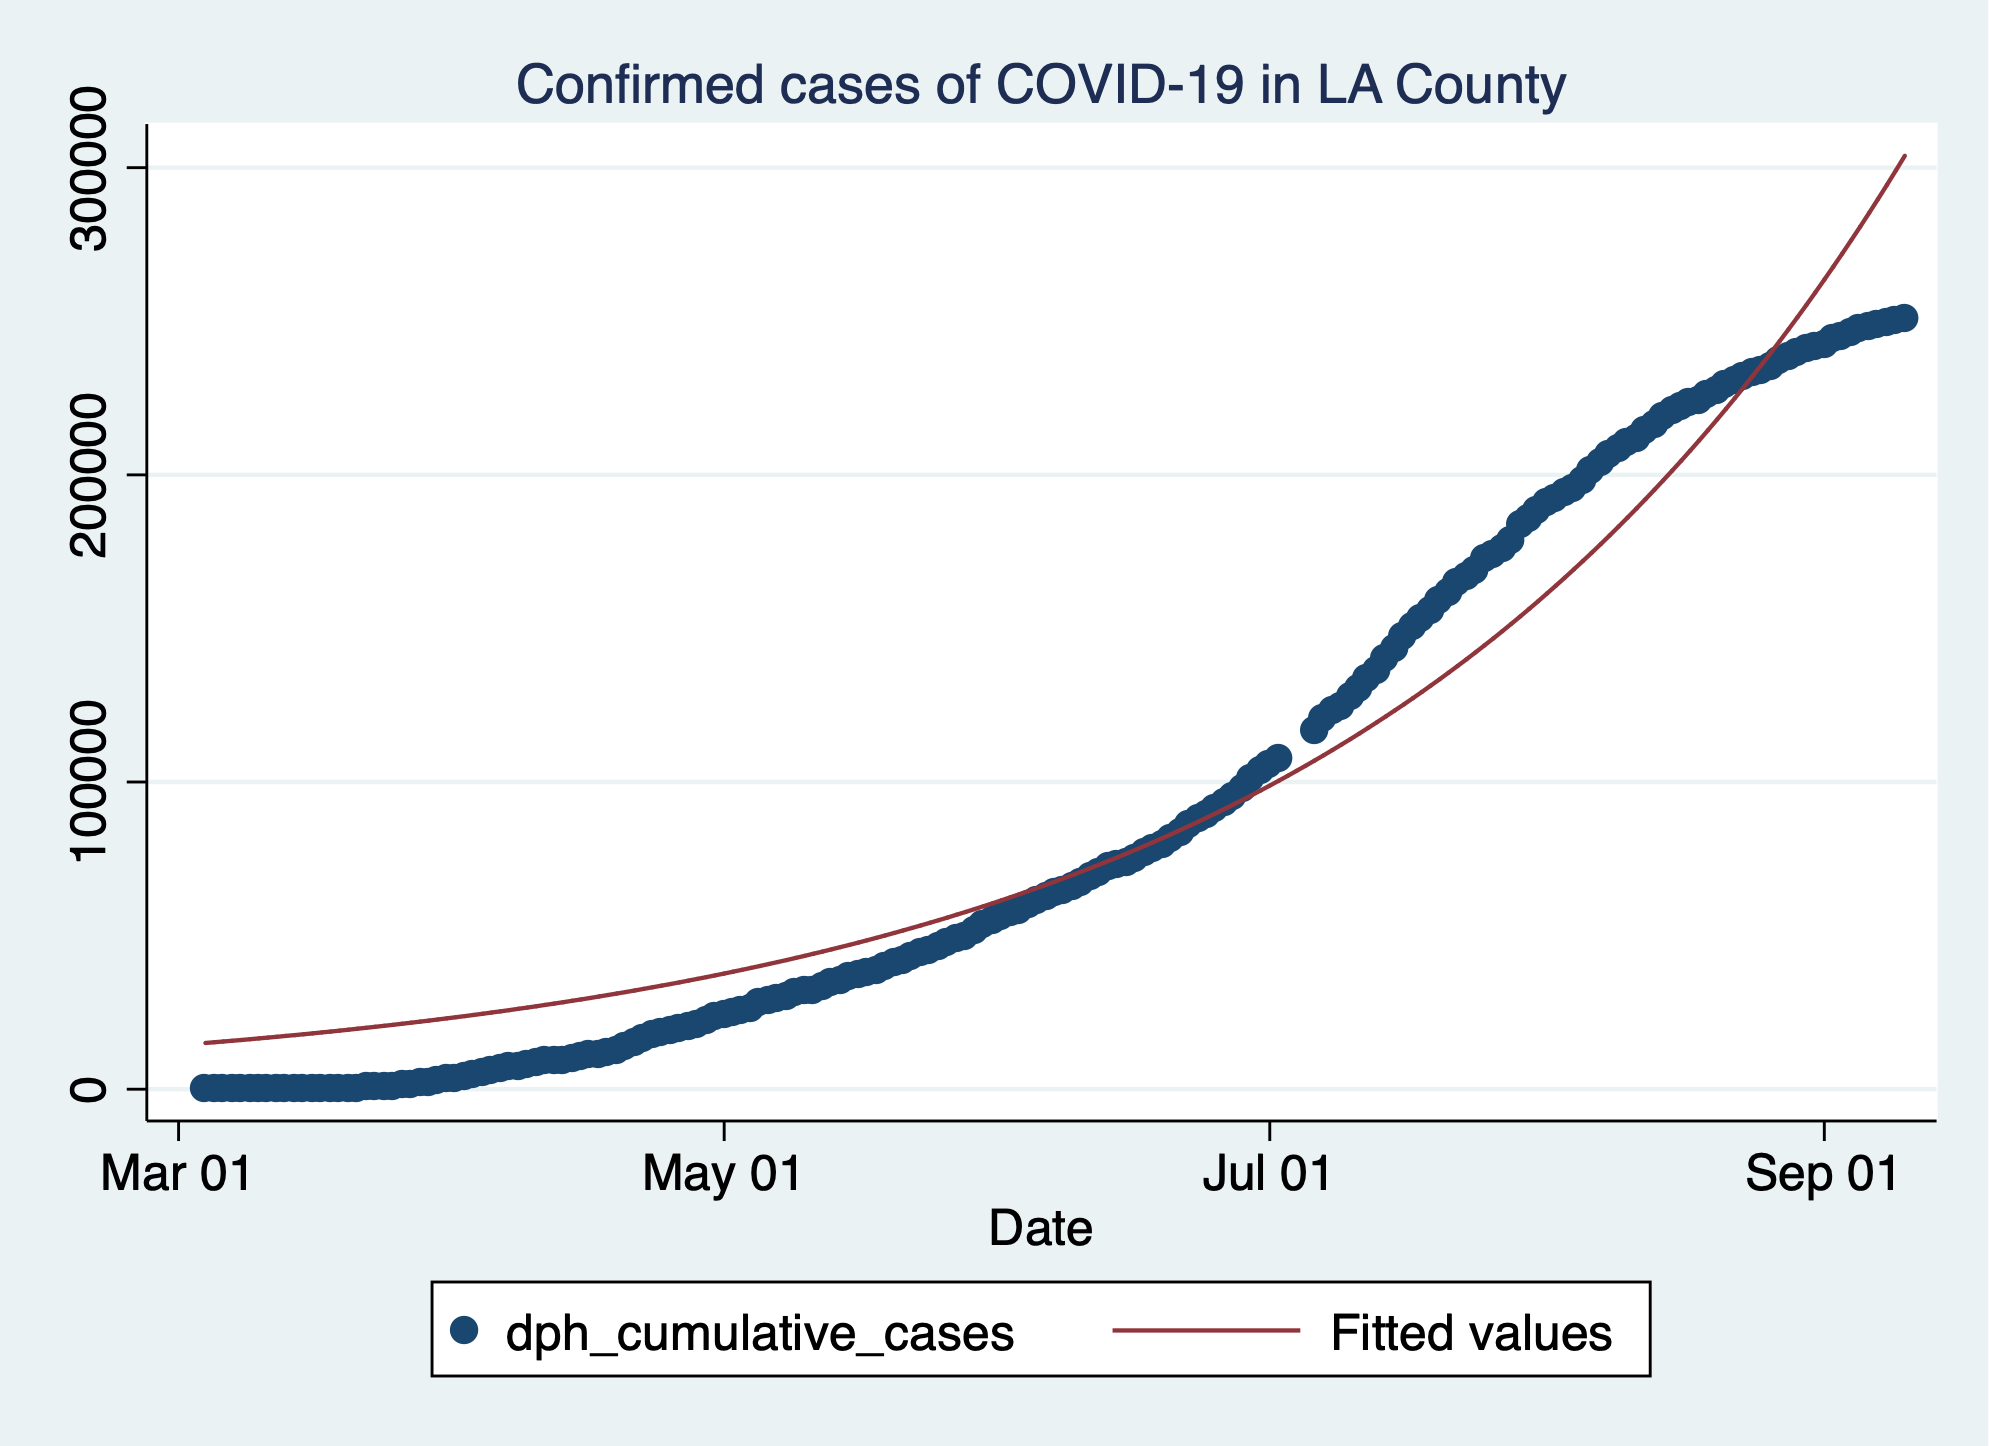 Confirmed cases of COVID-19 in LA County
300000
200000
100000
0
Mar 01 May 01 Jul 01 Sep 01
Date
dph_cumulative_cases Fitted values